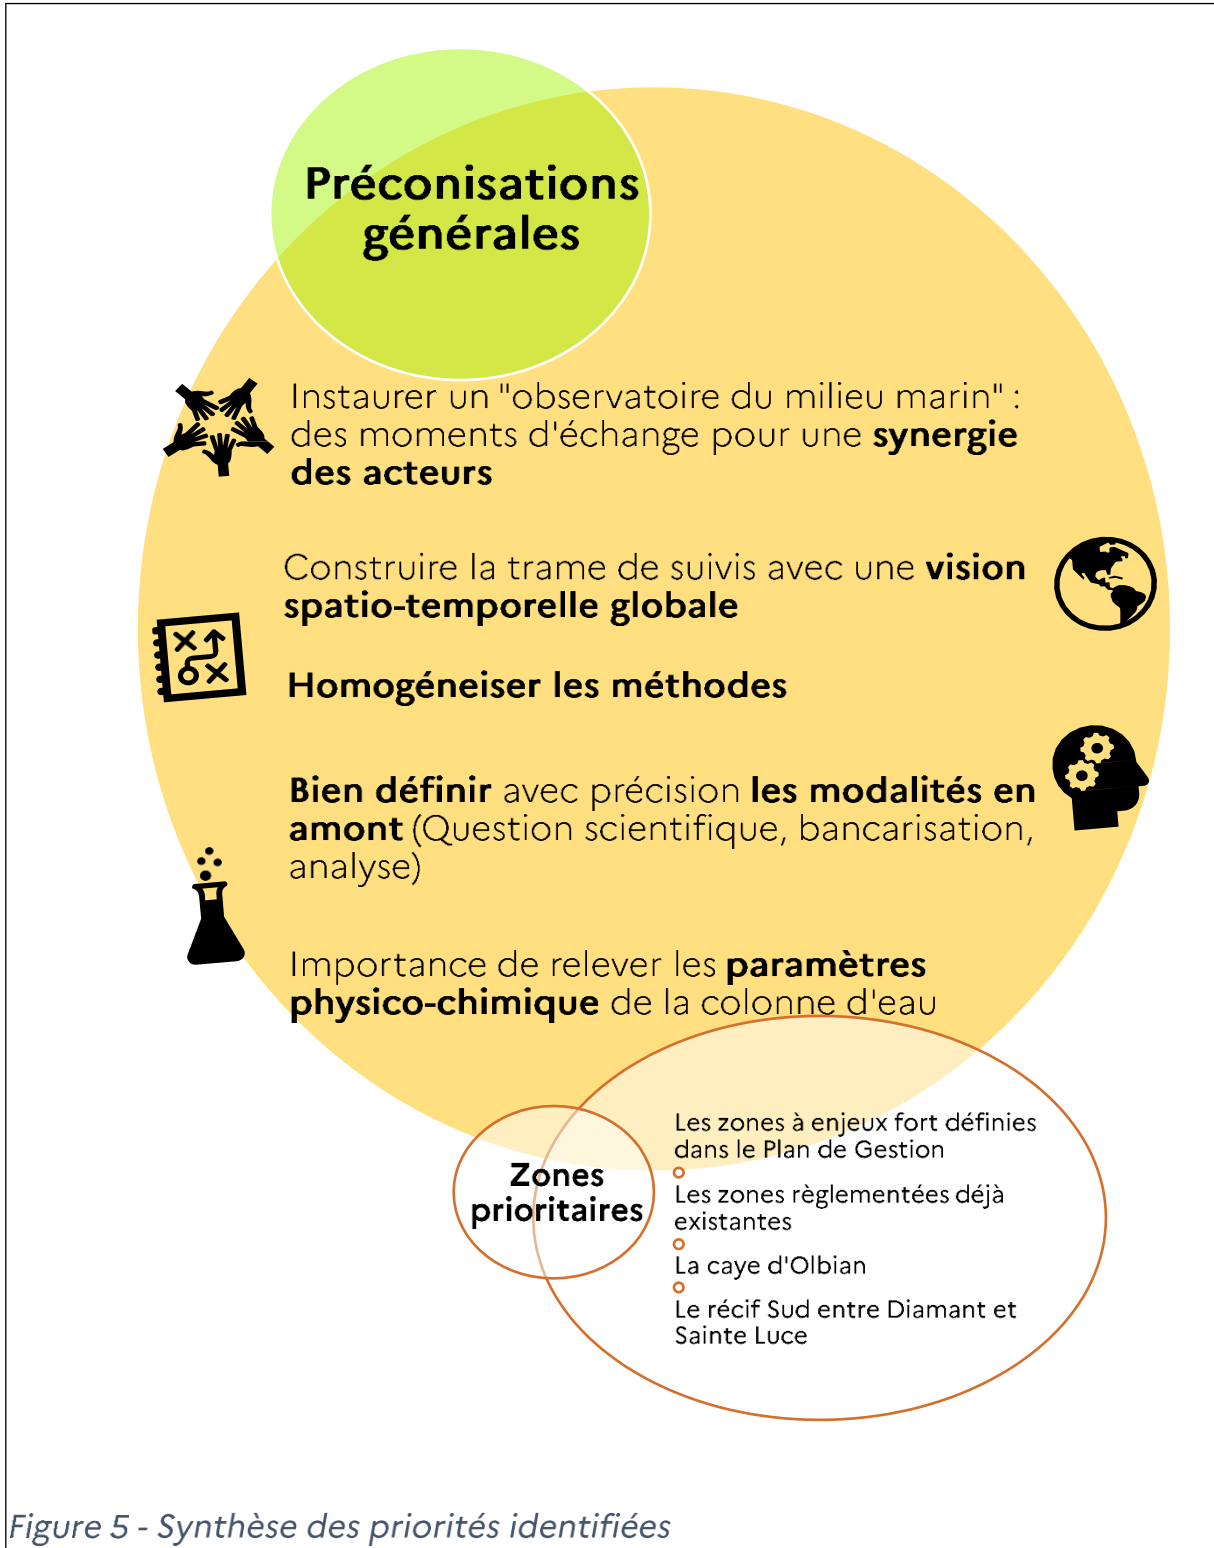 Préconisations
générales
Instaurer un "observatoire du milieu marin" :
des moments d'échange pour une synergie
des acteurs
Construire la trame de suivis avec une vision
spatio-temporelle globale
Homogéneiser les méthodes
Bien définir avec précision les modalités en
amont (Question scientifique, bancarisation,
analyse)
Importance de relever les paramètres
physico-chimique de la colonne d'eau
Zones
prioritaires
Les zones à enjeux fort définies
dans le Plan de Gestion
Les zones règlementées déjà
existantes
La caye d'Olbian
Le récif Sud entre Diamant et
Sainte Luce
Figure 5 - Synthèse des priorités identifiées